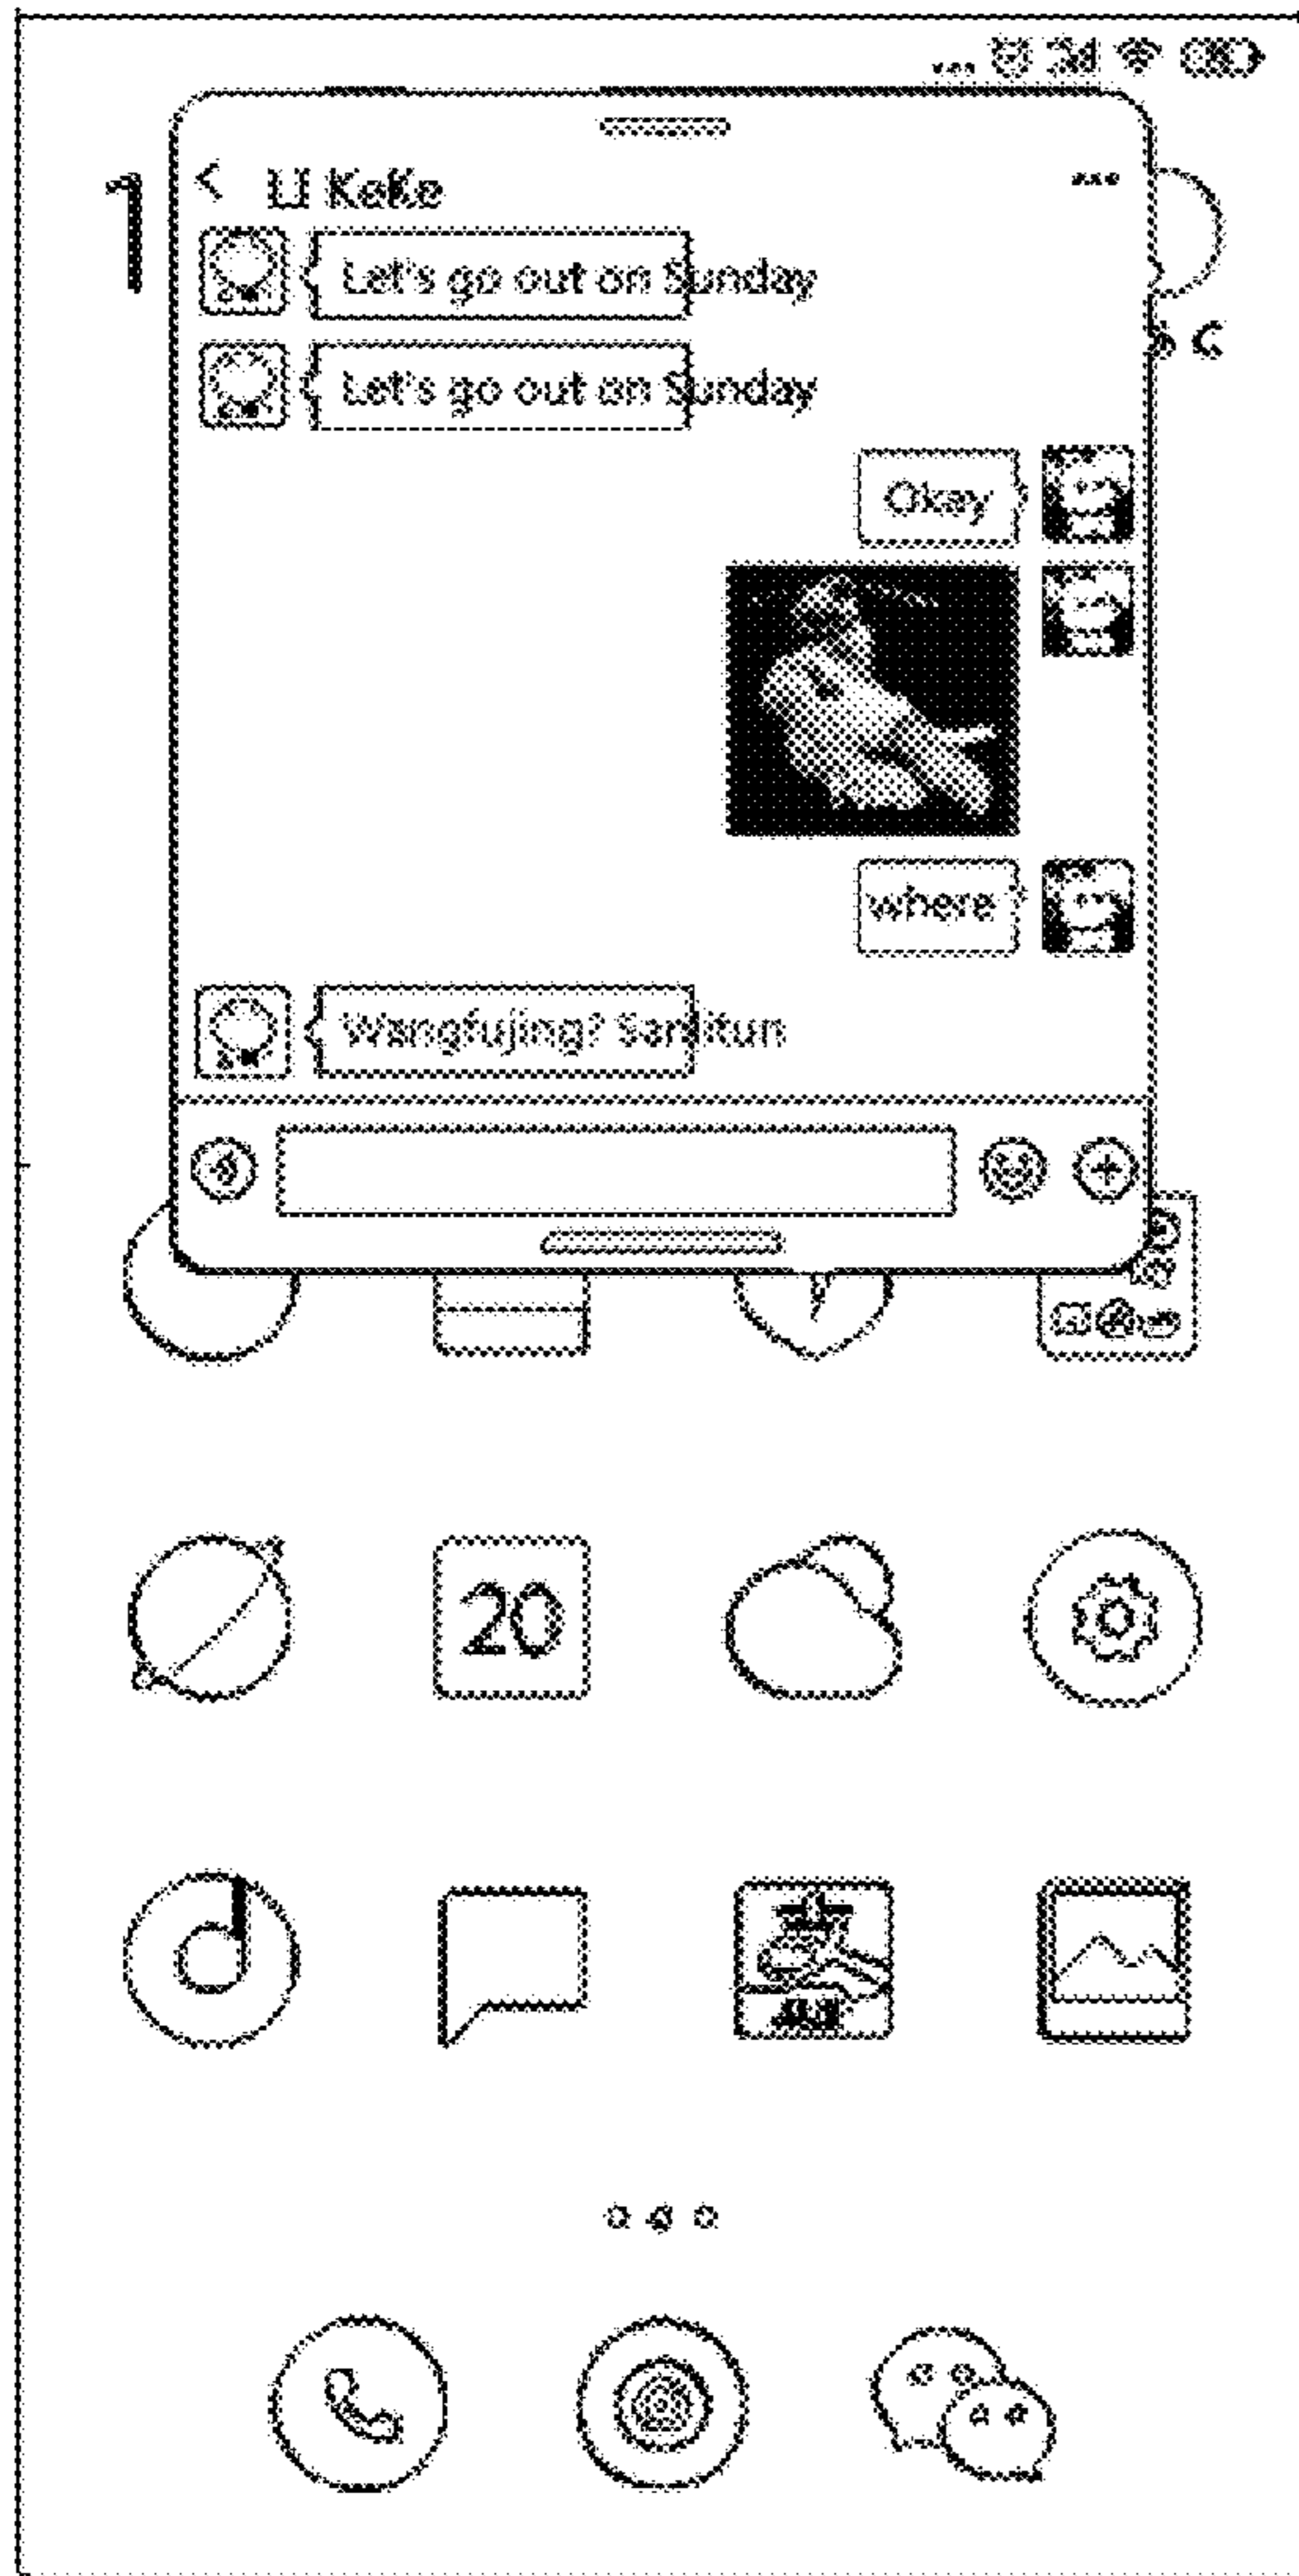 1
Li KeKe
Let's go out on Sunday
Let's go out on Sunday
Okay
where
Wangfujing? Sanlitun
20